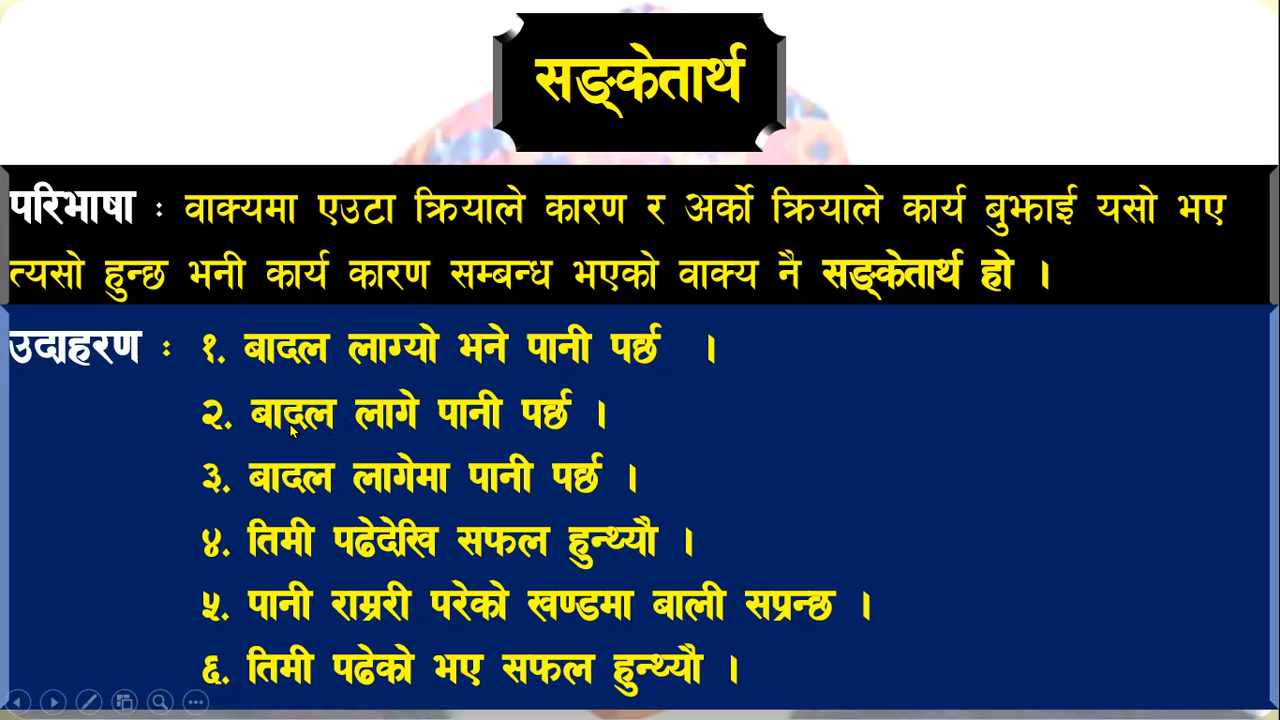 सङ्केतार्थ
परिभाषा : वाक्यमा एउटा क्रियाले कारण र अर्को क्रियाले कार्य बुझाई यसो भए
त्यसो हुन्छ भनी कार्य कारण सम्बन्ध भएको वाक्य नै सङ्केतार्थ हो ।
उदाहरण : १. बादल लाग्यो भने पानी पर्छ ।
२. बादल लागे पानी पर्छ ।
३. बादल लागेमा पानी पर्छ ।
४. तिमी पढेदेखि सफल हुन्थ्यौ ।
५. पानी राम्ररी परेको खण्डमा बाली सप्रन्छ ।
६. तिमी पढेको भए सफल हुन्थ्यौ ।